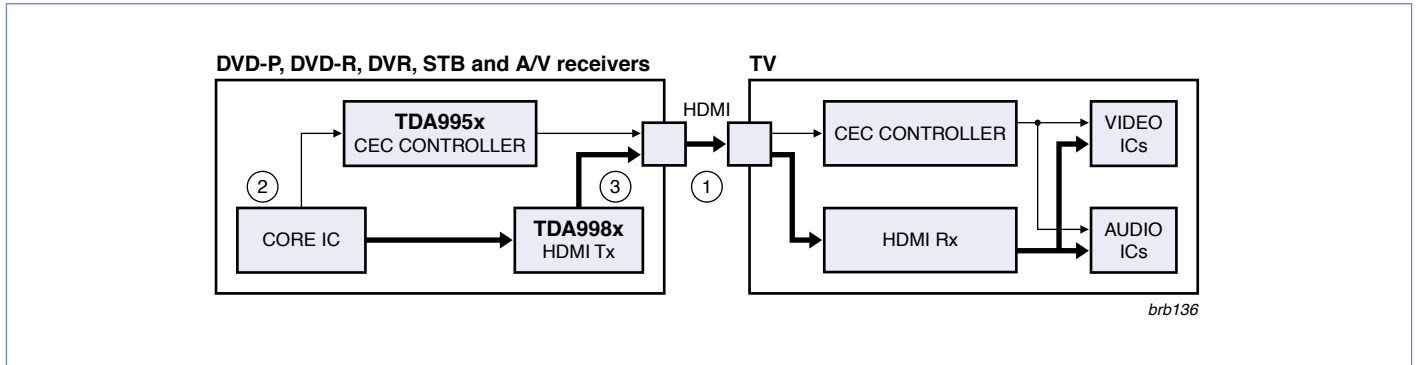 DVD-P, DVD-R, DVR, STB and A/V receivers
TV
HDMI
TDA995x
CEC CONTROLLER
CEC CONTROLLER
VIDEO
ICs
2
3
1
CORE IC
TDA998x
HDMI Tx
HDMI Rx
AUDIO
ICs
brb136